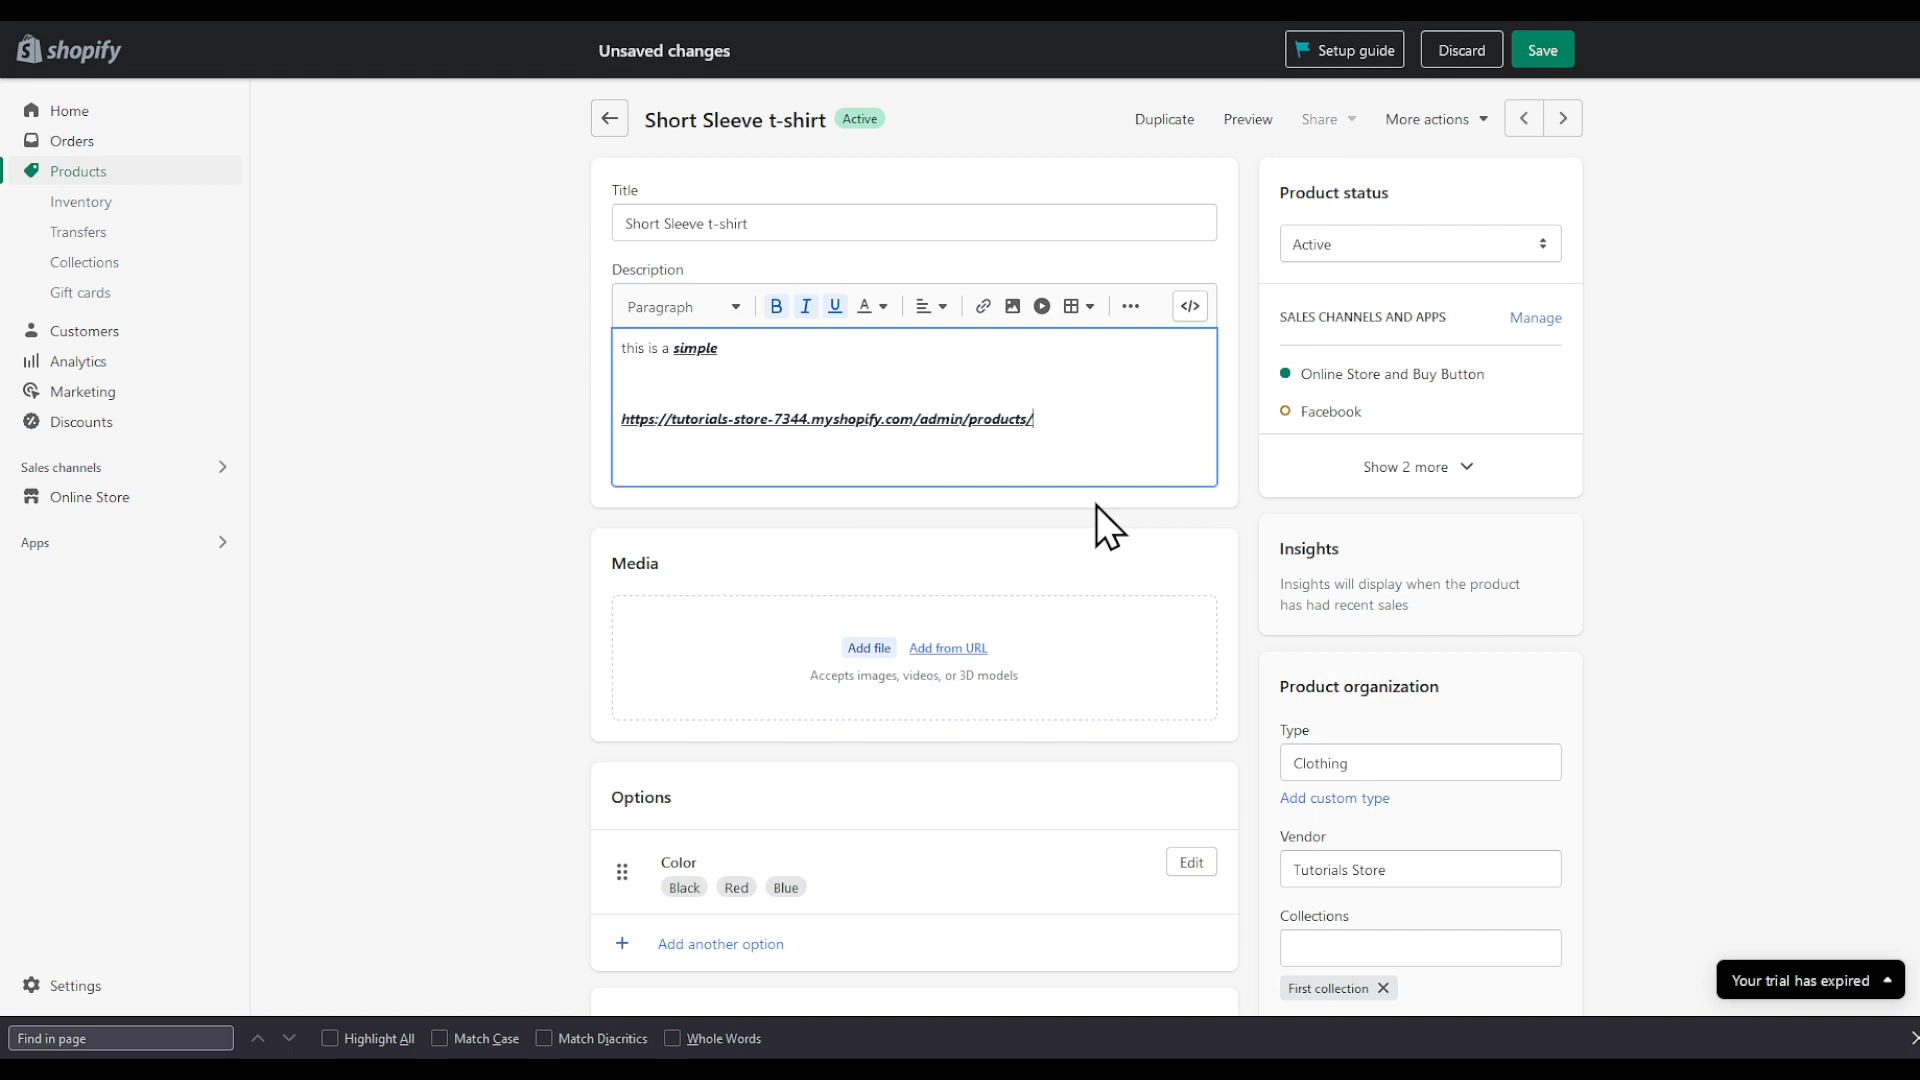 shopify
Unsaved changes
Setup guide
Discard
Save
Home
Orders
Products
Inventory
Transfers
Collections
Gift cards
Customers
Analytics
Marketing
Discounts
Sales channels
Online Store
Apps
Settings
Short Sleeve t-shirt
Active
Duplicate
Preview
Share
More actions
Title
Short Sleeve t-shirt
Description
Paragraph
B I U A
</>
this is a simple
https://tutorials-store-7344.myshopify.com/admin/products/
Media
Add file Add from URL
Accepts images, videos, or 3D models
Options
Color
Black Red Blue
Edit
Add another option
Product status
Active
SALES CHANNELS AND APPS
Manage
Online Store and Buy Button
Facebook
Show 2 more
Insights
Insights will display when the product
has had recent sales
Product organization
Type
Clothing
Add custom type
Vendor
Tutorials Store
Collections
First collection
Your trial has expired
Find in page
Highlight All
Match Case
Match Diacritics
Whole Words